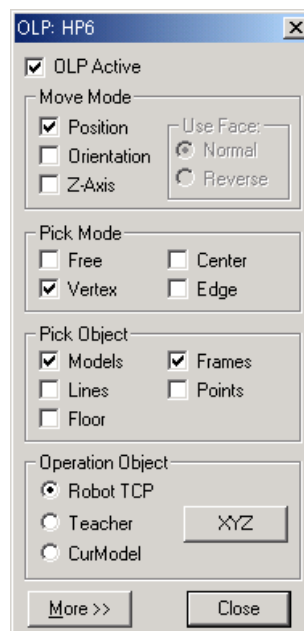 OLP: HP6
OLP Active
Move Mode
Position
Orientation
Z-Axis
Use Face:
Normal
Reverse
Pick Mode
Free
Center
Vertex
Edge
Pick Object
Models
Frames
Lines
Points
Floor
Operation Object
Robot TCP
Teacher
XYZ
CurModel
More >>
Close